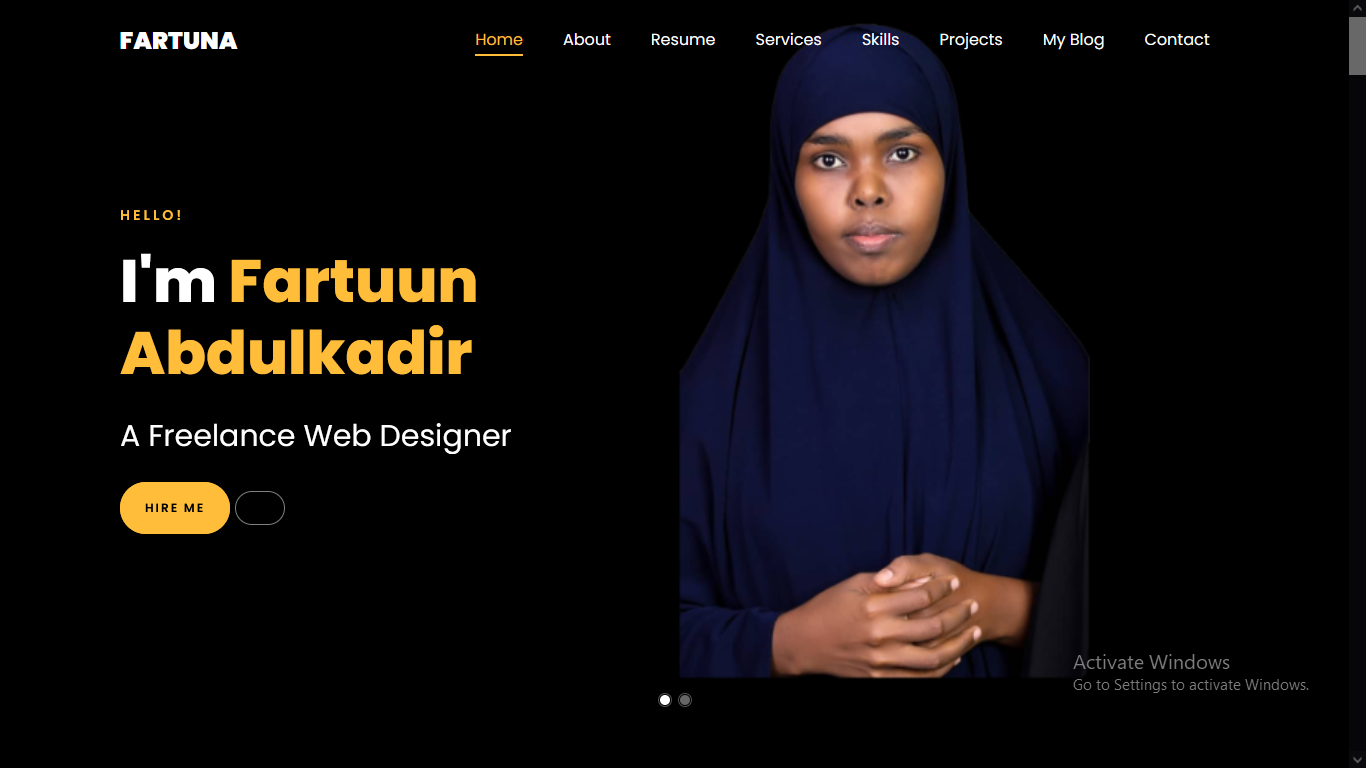 FARTUNA
Home About Resume Services Skills Projects My Blog Contact
HELLO!
I'm Fartuun
Abdulkadir
A Freelance Web Designer
HIRE ME
Activate Windows
Go to Settings to activate Windows.